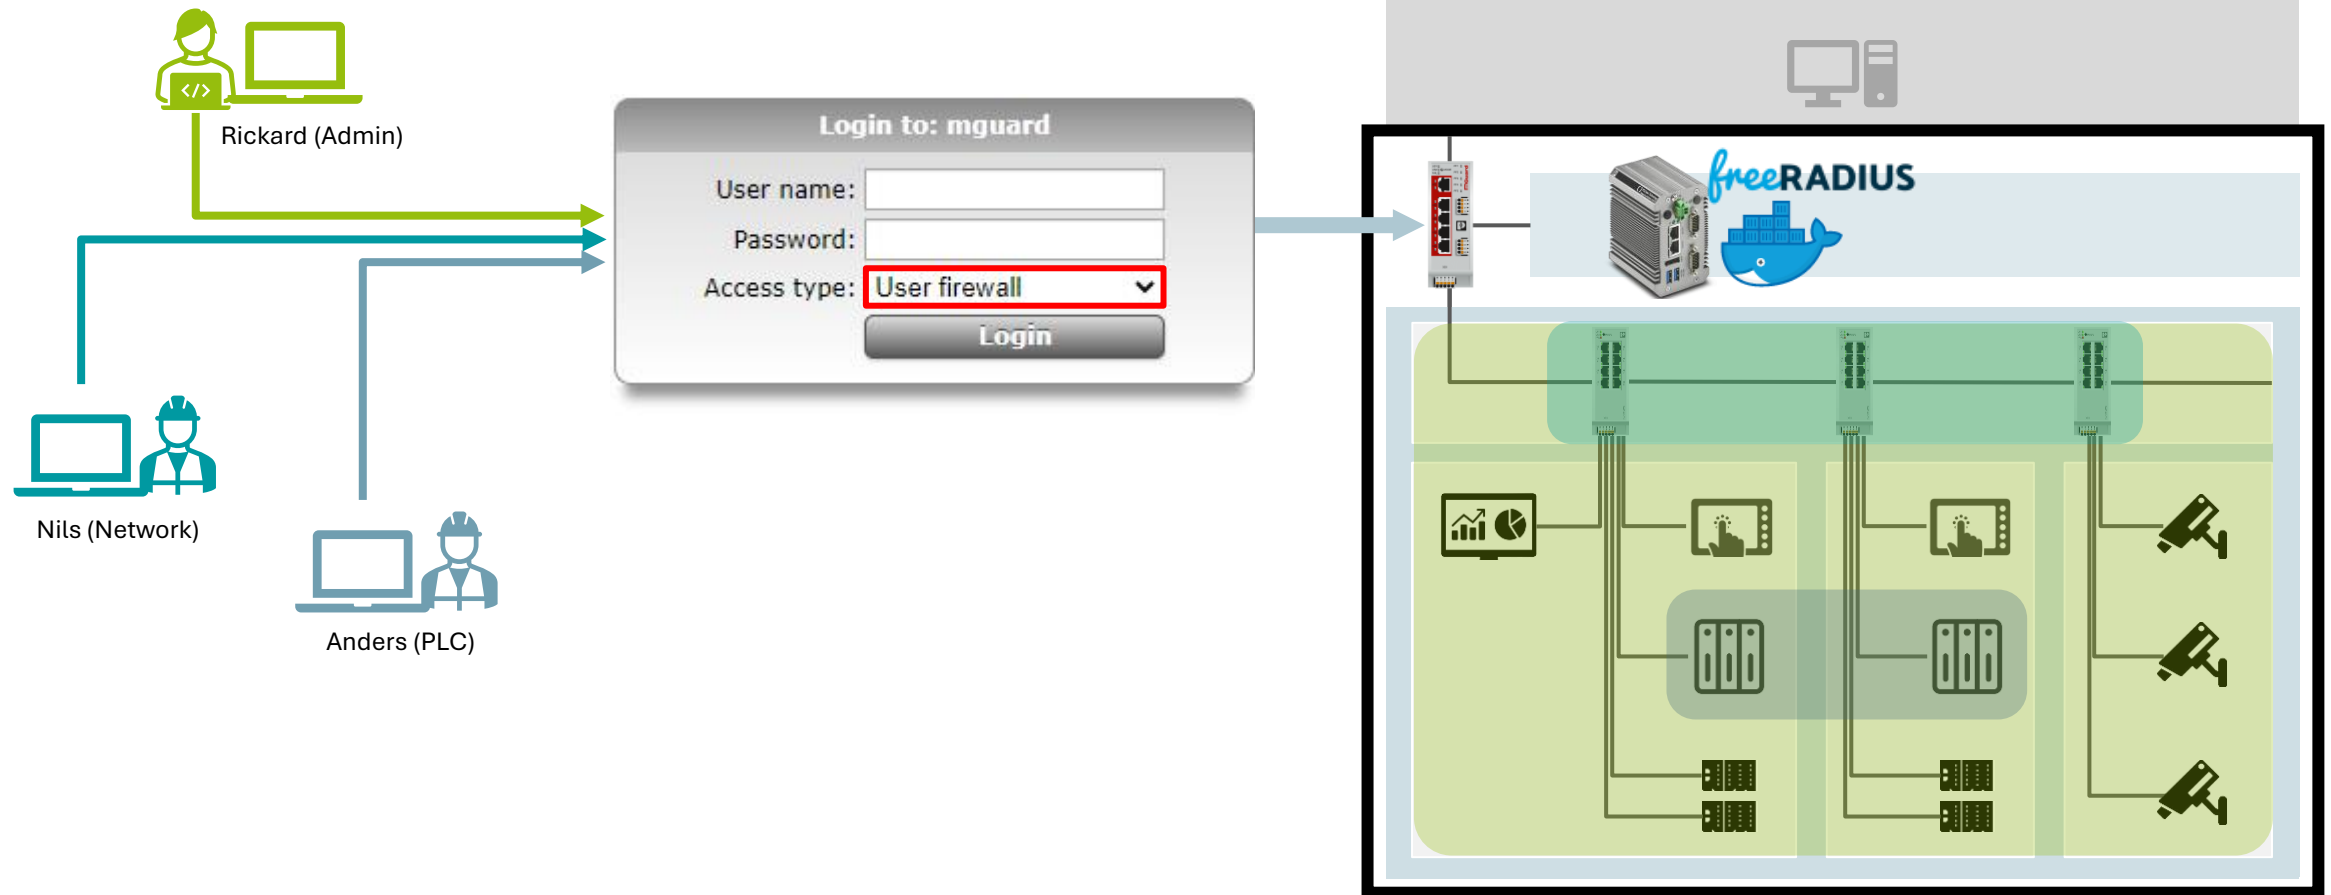 Rickard (Admin)
Login to: mguard
User name:
Password:
Access type: User firewall
Login
freeRADIUS
</>
Nils (Network)
Anders (PLC)